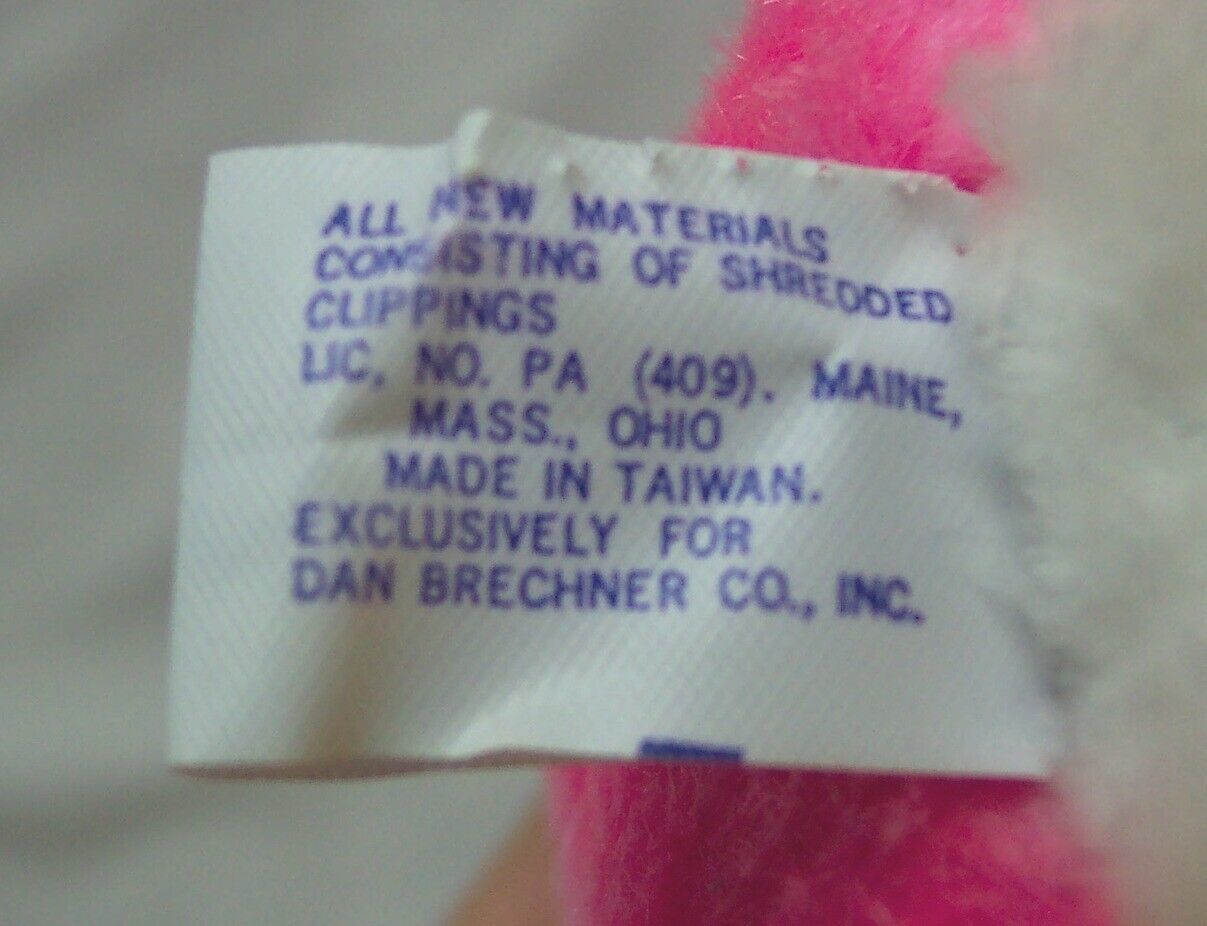 ALL NEW MATERIALS
CONSISTING OF SHREDDED
CLIPPINGS
LIC. NO. PA (409). MAINE,
MASS., OHIO
MADE IN TAIWAN.
EXCLUSIVELY FOR
DAN BRECHNER CO., INC.